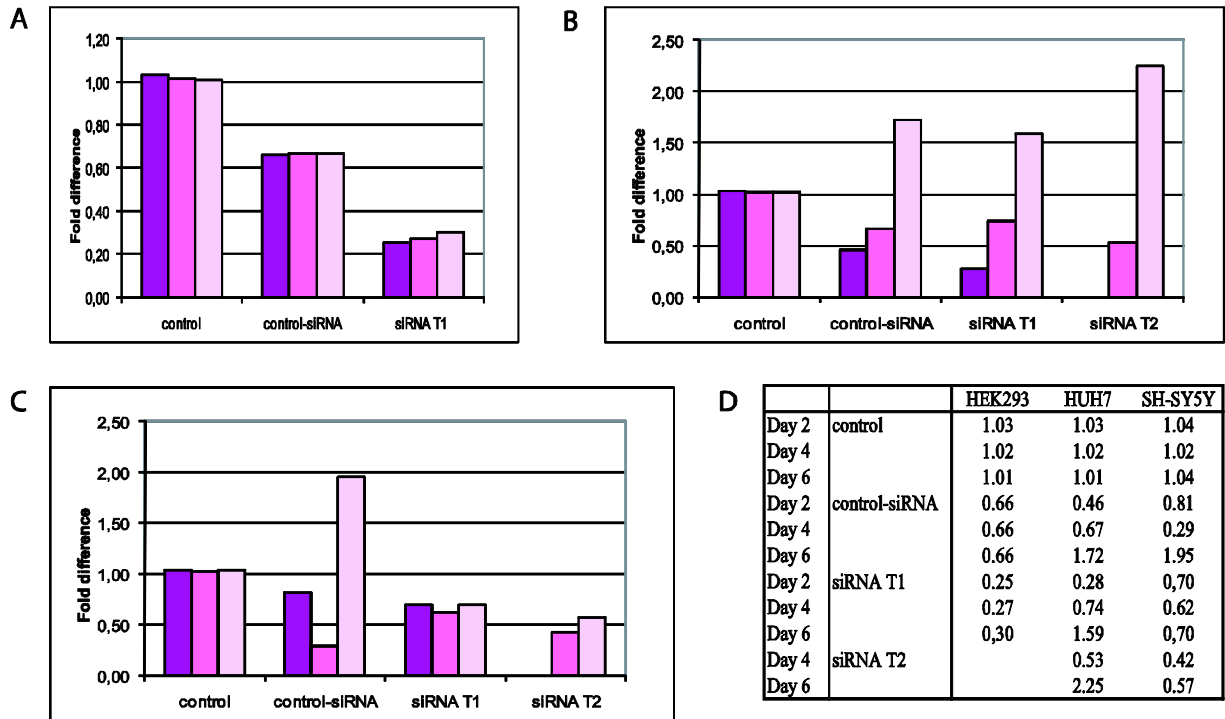 A
1,20
1,00
0,80
0,60
0,40
0,20
0,00
Fold difference
control
control-siRNA
siRNA T1
B
2,50
2,00
1,50
1,00
0,50
0,00
Fold difference
control
control-siRNA
siRNA T1
siRNA T2
C
2,50
2,00
1,50
1,00
0,50
0,00
Fold difference
control
control-siRNA
siRNA T1
siRNA T2
D
HEK293 HUH7 SH-SY5Y
Day 2 control 1.03 1.03 1.04
Day 4 1.02 1.02 1.02
Day 6 1.01 1.01 1.04
Day 2 control-siRNA 0.66 0.46 0.81
Day 4 0.66 0.67 0.29
Day 6 0.66 1.72 1.95
Day 2 siRNA T1 0.25 0.28 0,70
Day 4 0.27 0.74 0.62
Day 6 0,30 1.59 0,70
Day 4 siRNA T2 0.53 0.42
Day 6 2.25 0.57